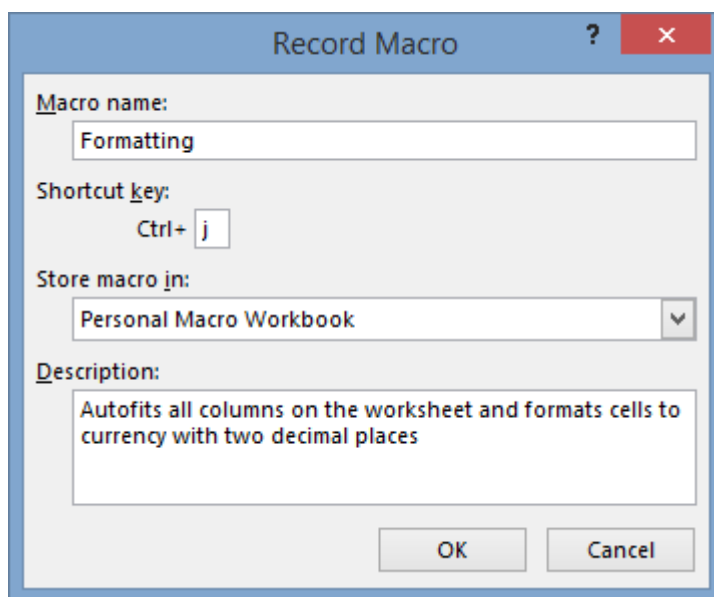 Record Macro ?
Macro name:
Formatting
Shortcut key:
Ctrl+ j
Store macro in:
Personal Macro Workbook
Description:
Autofits all columns on the worksheet and formats cells to
currency with two decimal places
OK Cancel